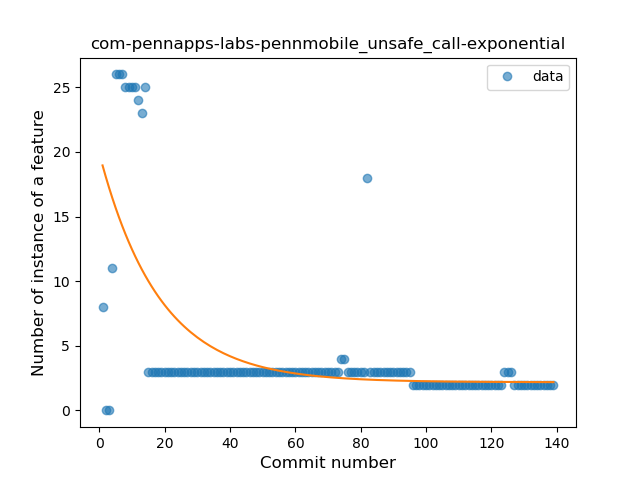 com-pennapps-labs-pennmobile_unsafe_call-exponential
data
Number of instance of a feature
25
20
15
10
5
0
0 20 40 60 80 100 120 140
Commit number